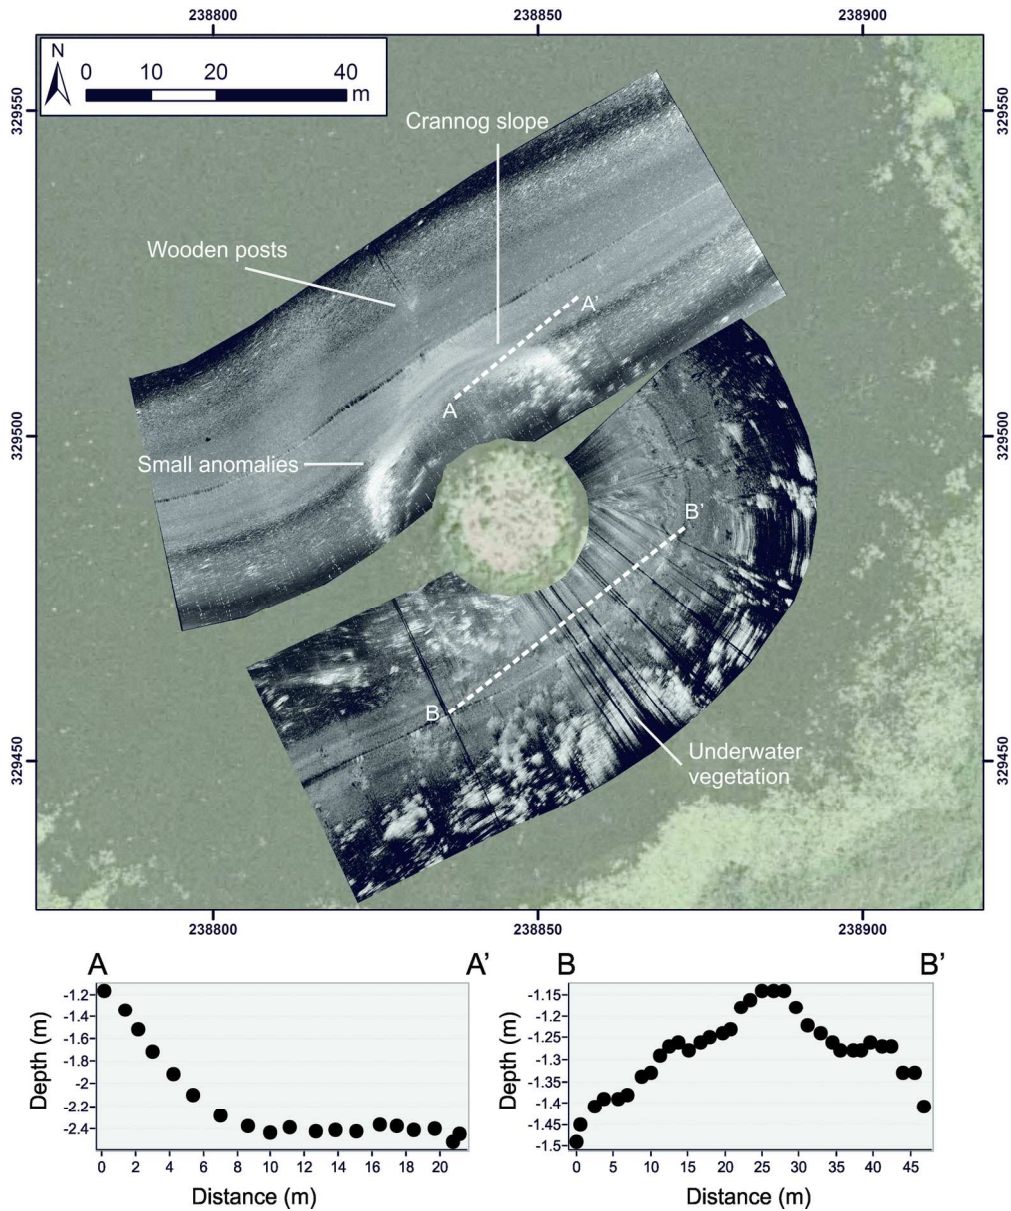 238800 238850 238900
N
0 10 20 40
m
329550
329550
Crannog slope
Wooden posts
A'
A
329500
329500
Small anomalies
B'
B
Underwater
vegetation
329450
329450
238800 238850 238900
A A’ B B’
-1.2
-1.4
-1.6
-1.8
-2
-2.2
-2.4
Depth (m)
0 2 4 6 8 10 12 14 16 18 20
Distance (m)
-1.15
-1.2
-1.25
-1.3
-1.35
-1.4
-1.45
-1.5
Depth (m)
0 5 10 15 20 25 30 35 40 45
Distance (m)